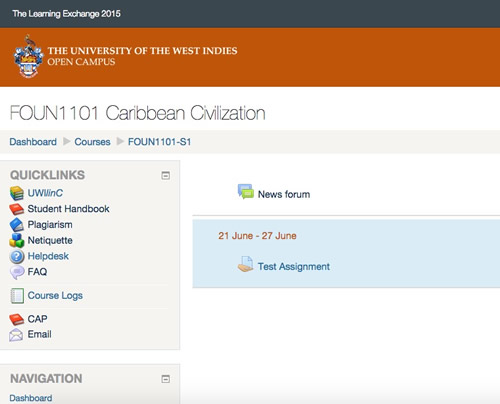 The Learning Exchange 2015
THE UNIVERSITY OF THE WEST INDIES
OPEN CAMPUS
FOUN1101 Caribbean Civilization
Dashboard Courses FOUN1101-S1
QUICKLINKS
UWIlinC
Student Handbook
Plagiarism
Netiquette
Helpdesk
FAQ
Course Logs
CAP
Email
NAVIGATION
Dashboard
News forum
21 June - 27 June
Test Assignment